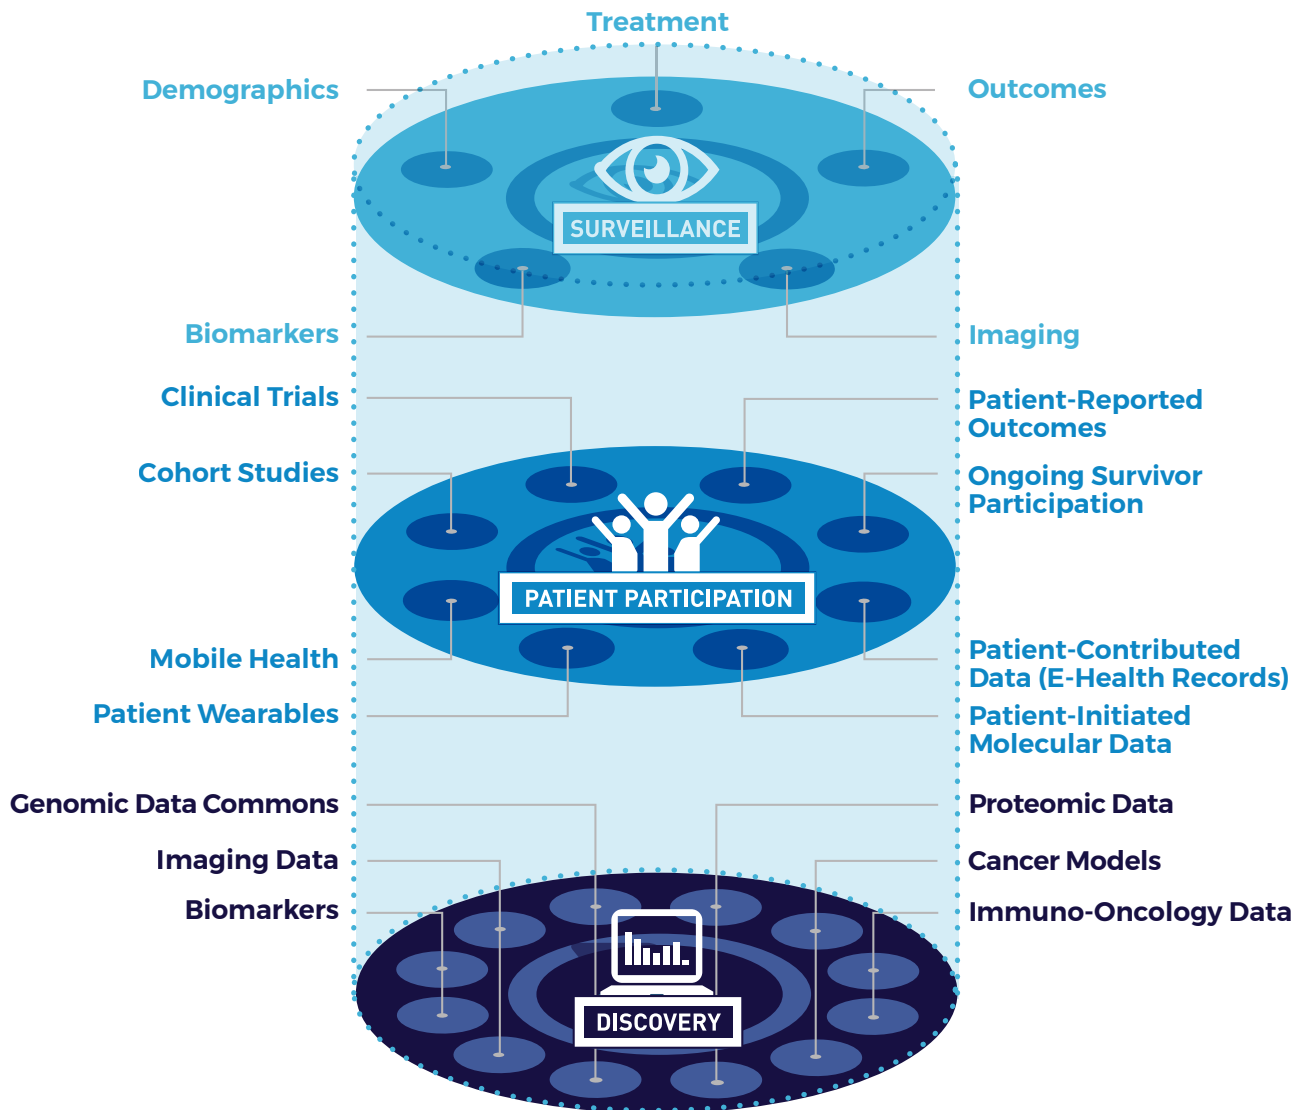 Treatment
Demographics
Outcomes
SURVEILLANCE
Biomarkers
Imaging
Clinical Trials
Patient-Reported
Outcomes
Cohort Studies
Ongoing Survivor
Participation
PATIENT PARTICIPATION
Mobile Health
Patient-Contributed
Data (E-Health Records)
Patient Wearables
Patient-Initiated
Molecular Data
Genomic Data Commons
Proteomic Data
Imaging Data
Cancer Models
Biomarkers
Immuno-Oncology Data
DISCOVERY